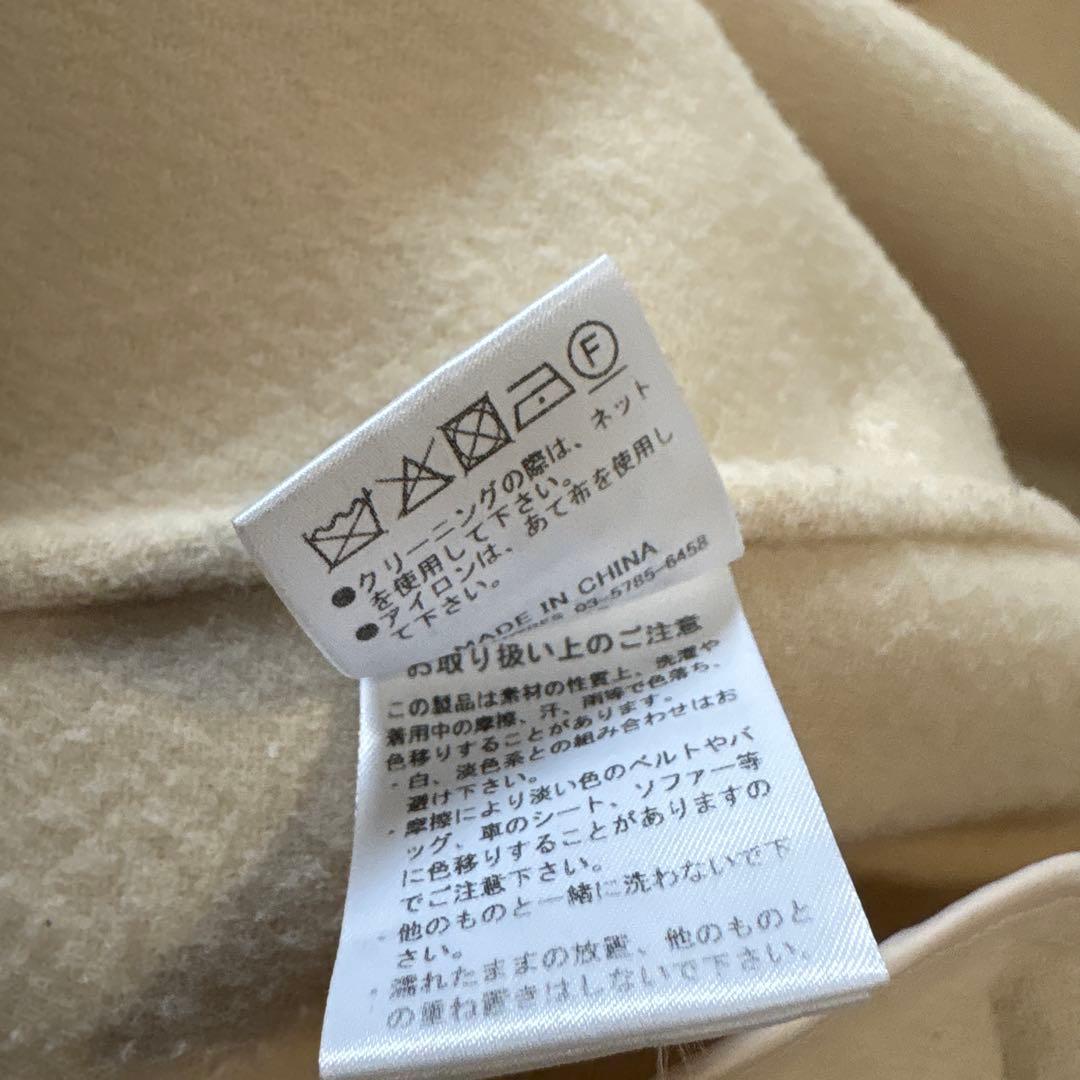 F
●クリーニングの際は、ネット
を使用して下さい。
●アイロンは、あて布を使用し
て下さい。
MADE IN CHINA
03-5785-6458
お取り扱い上のご注意
この製品は素材の性質上、洗濯や
着用中の摩擦、汗、雨等で色落ち、
色移りすることがあります。
・白、淡色系との組み合わせはお
避け下さい。
・摩擦により淡い色のベルトやバ
ッグ、車のシート、ソファー等
に色移りすることがありますの
でご注意下さい。
・他のものと一緒に洗わないで下
さい。
・濡れたままの放置、他のものと
の重ね置きはしないで下さい。